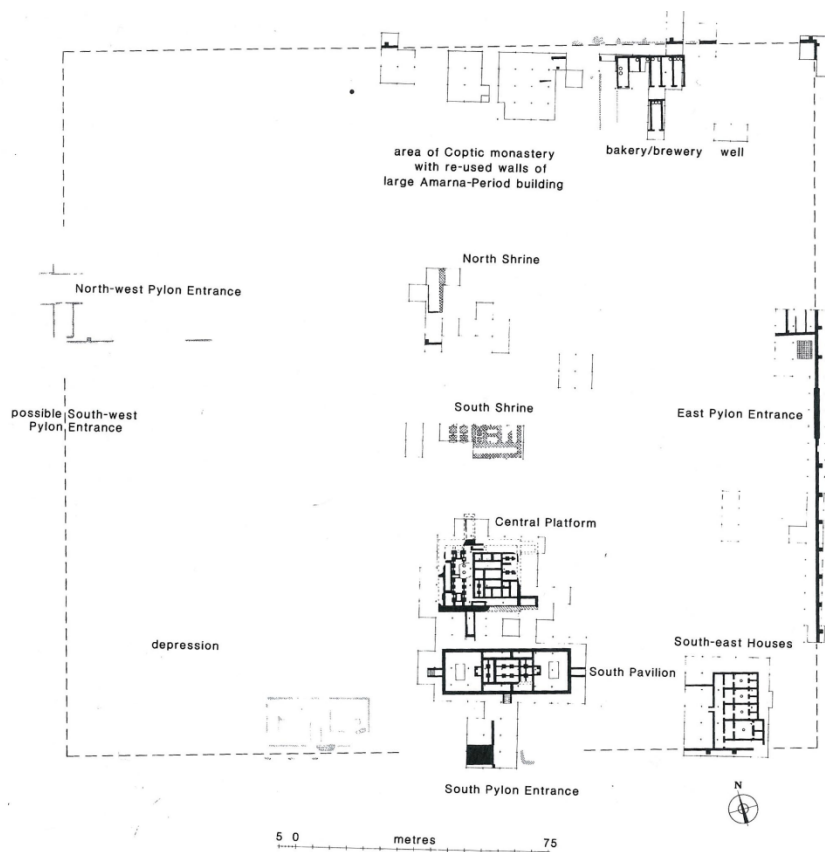 area of Coptic monastery
with re-used walls of
large Amarna-Period building
bakery/brewery
well
North Shrine
North-west Pylon Entrance
possible South-west
Pylon Entrance
South Shrine
East Pylon Entrance
Central Platform
depression
South-east Houses
South Pavilion
South Pylon Entrance
N
5 0 metres 75